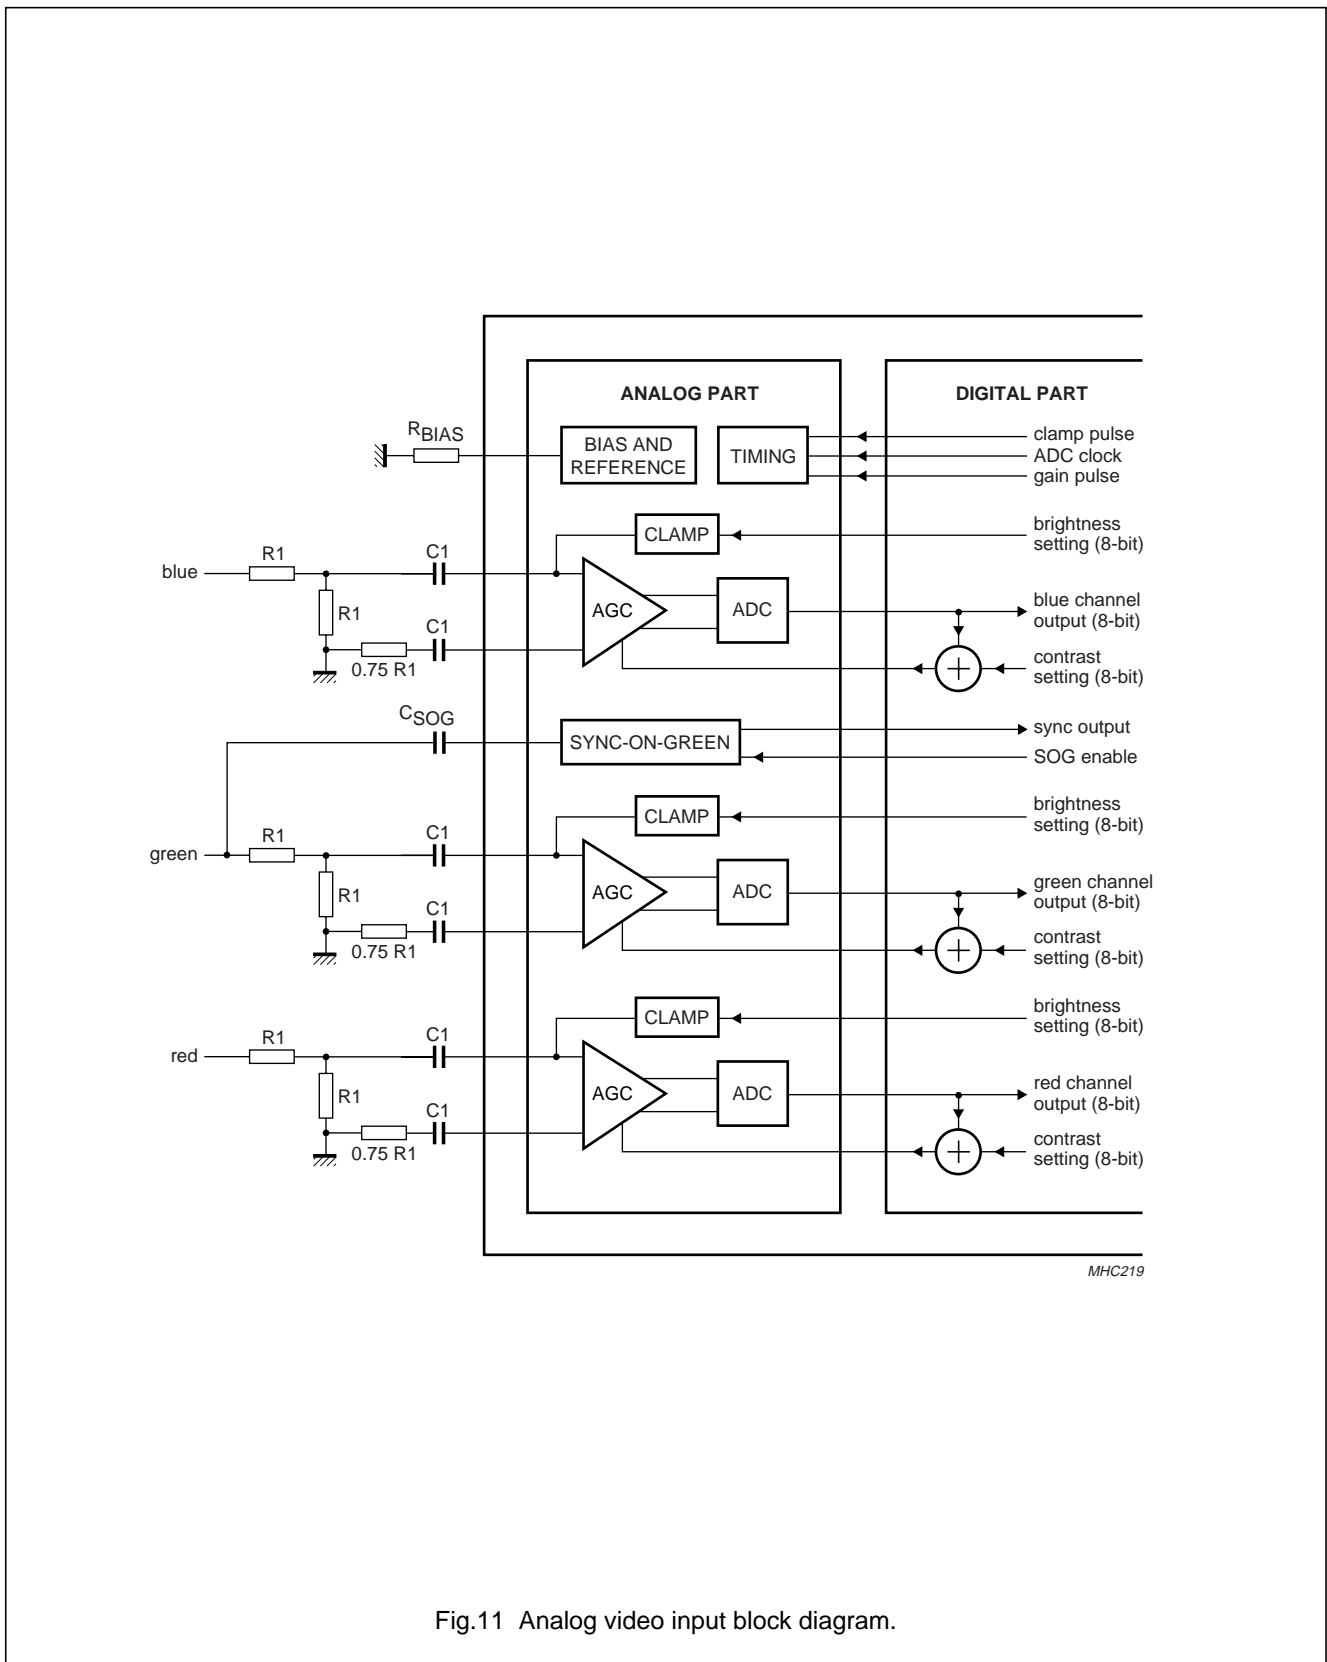 ANALOG PART
DIGITAL PART
RBIAS
BIAS AND
REFERENCE
TIMING
clamp pulse
ADC clock
gain pulse
CLAMP
brightness
setting (8-bit)
blue
R1
C1
R1
C1
0.75 R1
AGC
ADC
blue channel
output (8-bit)
contrast
setting (8-bit)
CSOG
SYNC-ON-GREEN
sync output
SOG enable
CLAMP
brightness
setting (8-bit)
green
R1
C1
R1
C1
0.75 R1
AGC
ADC
green channel
output (8-bit)
contrast
setting (8-bit)
CLAMP
brightness
setting (8-bit)
red
R1
C1
R1
C1
0.75 R1
AGC
ADC
red channel
output (8-bit)
contrast
setting (8-bit)
MHC219
Fig.11 Analog video input block diagram.